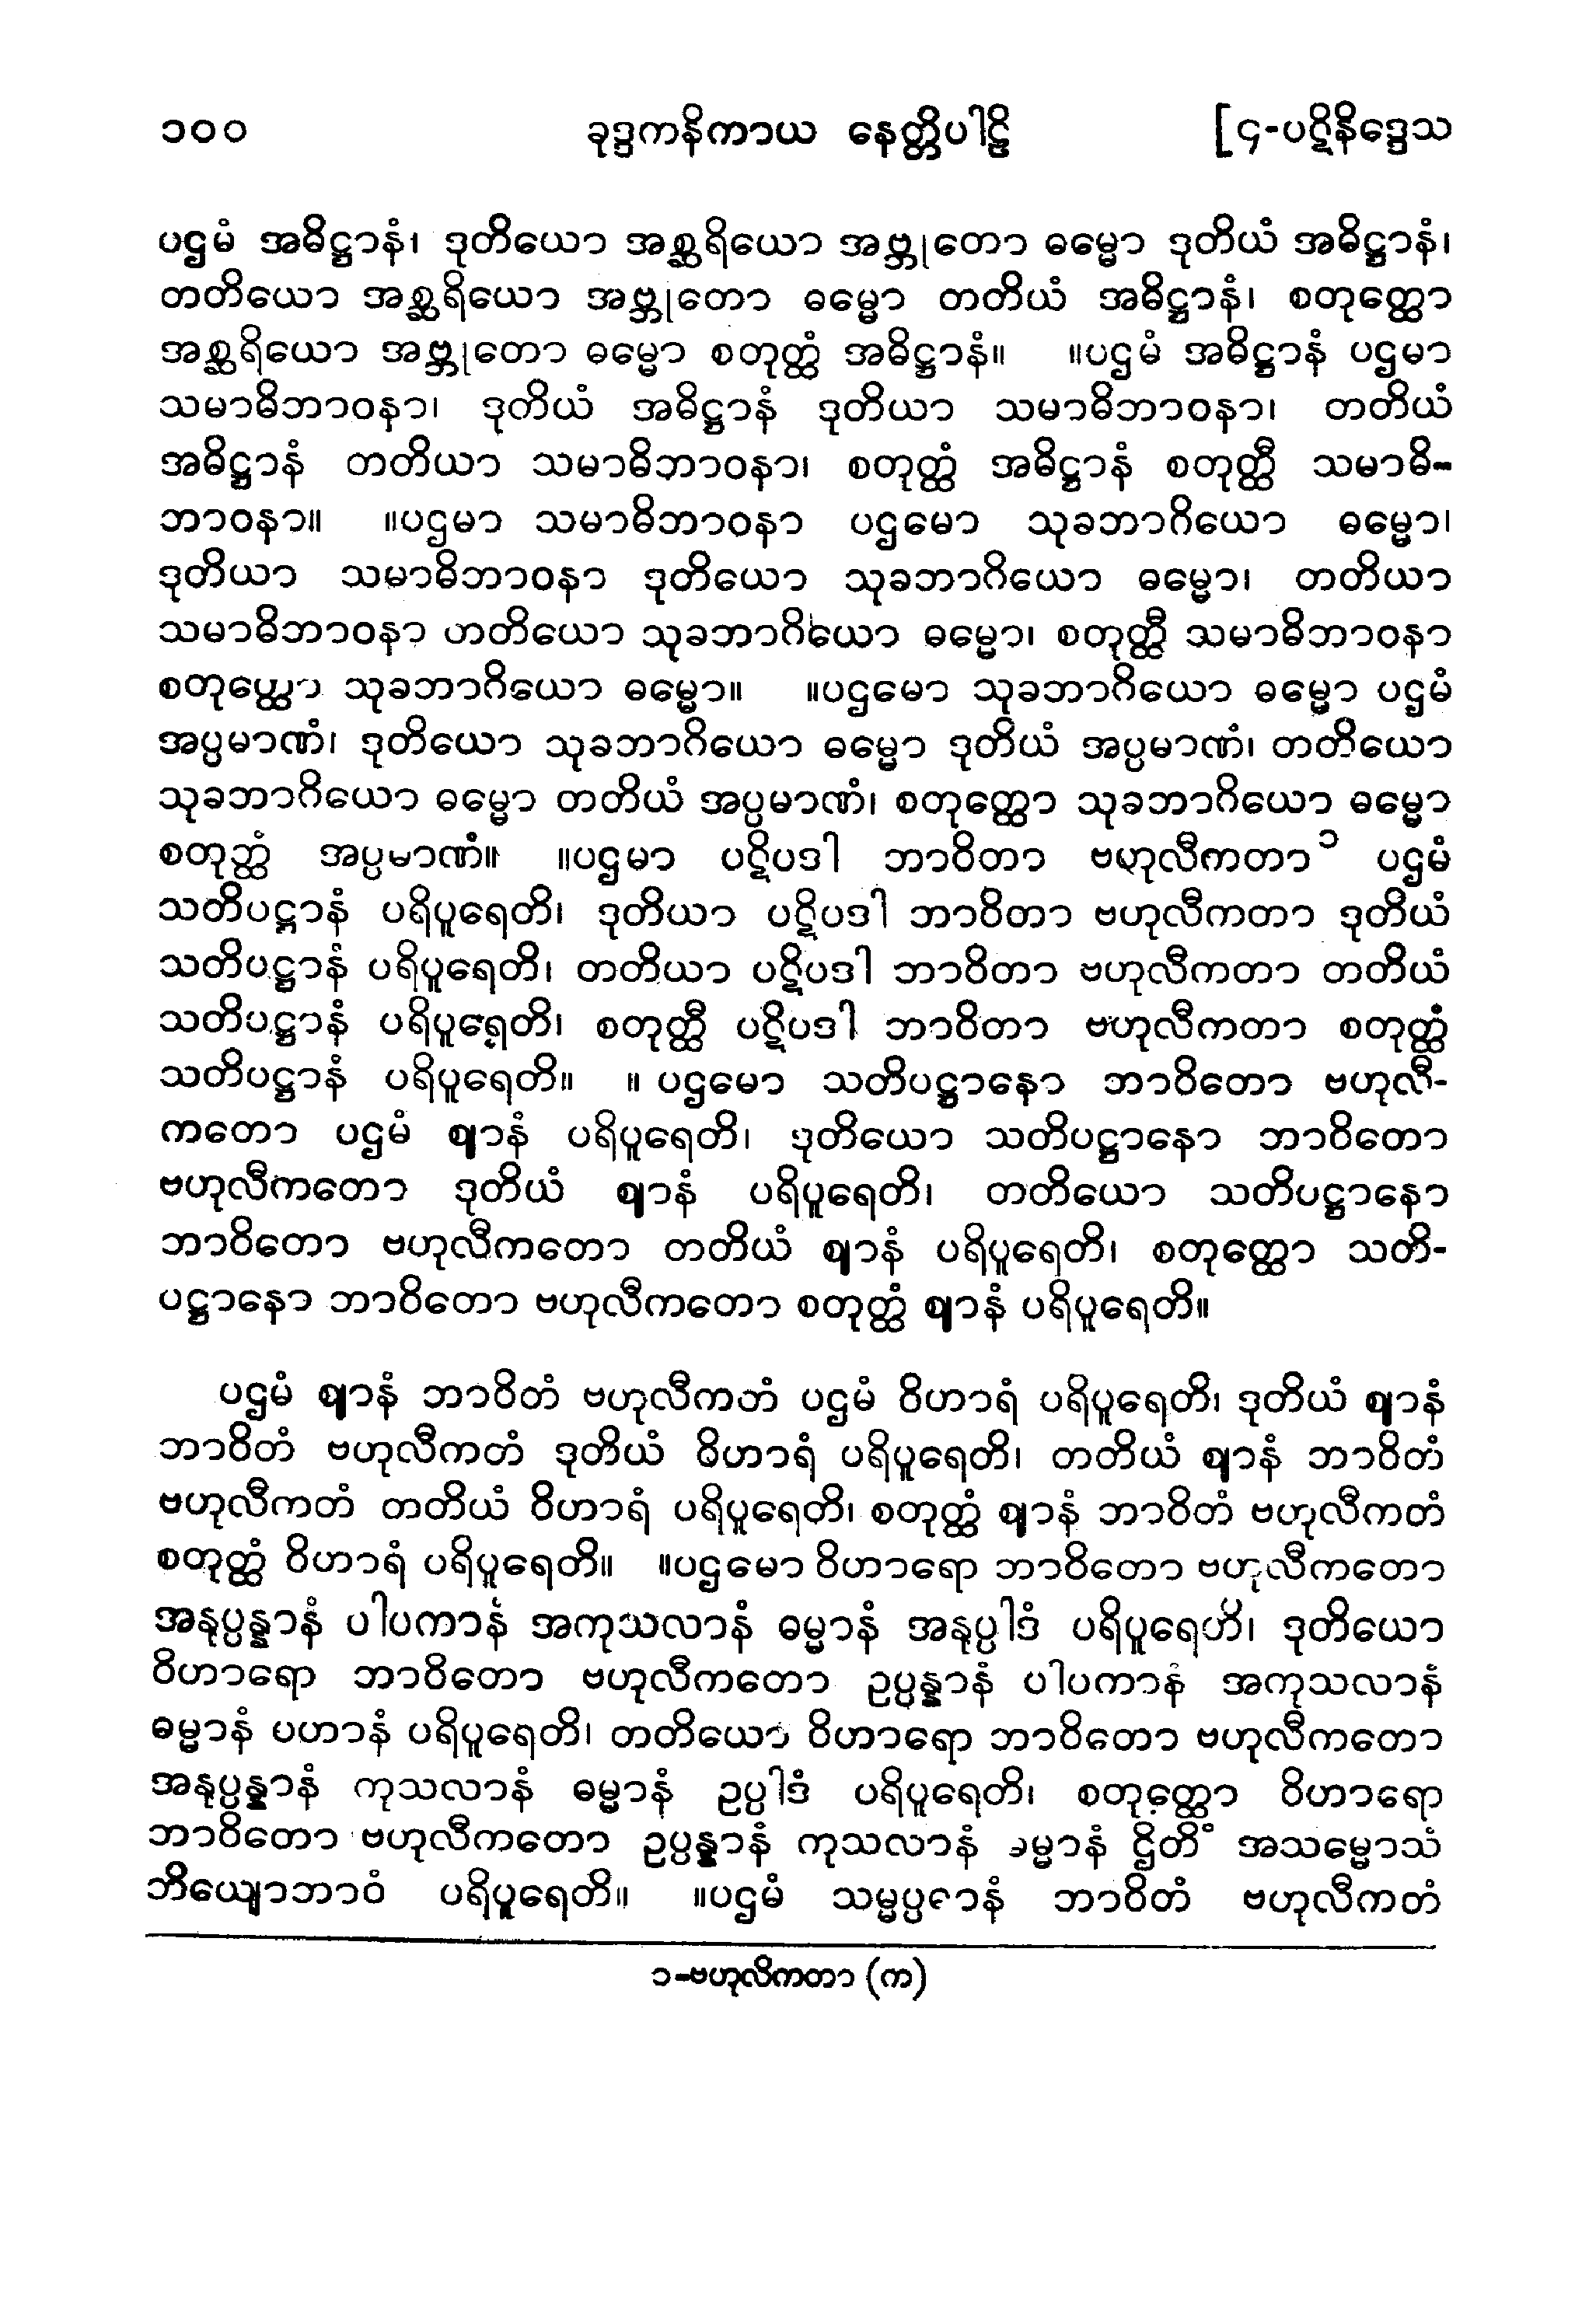 ၁၀၀ ခုဒ္ဒကနိကာယ နေတ္တိပါဠိ [၄-ပဋိနိဒ္ဒေသ
ပဌမံ အဓိဋ္ဌာနံ၊ ဒုတိယော အစ္ဆရိယော အဗ္ဘုတော ဓမ္မော ဒုတိယံ အဓိဋ္ဌာနံ၊
တတိယော အစ္ဆရိယော အဗ္ဘုတော ဓမ္မော တတိယံ အဓိဋ္ဌာနံ၊ စတုတ္ထော
အစ္ဆရိယော အဗ္ဘုတော ဓမ္မော စတုတ္ထံ အဓိဋ္ဌာနံ။ ။ပဌမံ အဓိဋ္ဌာနံ ပဌမာ
သမာဓိဘာဝနာ၊ ဒုတိယံ အဓိဋ္ဌာနံ ဒုတိယာ သမာဓိဘာဝနာ၊ တတိယံ
အဓိဋ္ဌာနံ တတိယာ သမာဓိဘာဝနာ၊ စတုတ္ထံ အဓိဋ္ဌာနံ စတုတ္ထီ သမာဓိ-
ဘာဝနာ။ ။ပဌမာ သမာဓိဘာဝနာ ပဌမော သုခဘာဂိယော ဓမ္မော၊
ဒုတိယာ သမာဓိဘာဝနာ ဒုတိယော သုခဘာဂိယော ဓမ္မော၊ တတိယာ
သမာဓိဘာဝနာ တတိယော သုခဘာဂိယော ဓမ္မော၊ စတုတ္ထီ သမာဓိဘာဝနာ
စတုတ္ထော သုခဘာဂိယော ဓမ္မော။ ။ပဌမော သုခဘာဂိယော ဓမ္မော ပဌမံ
အပ္ပမာဏံ၊ ဒုတိယော သုခဘာဂိယော ဓမ္မော ဒုတိယံ အပ္ပမာဏံ၊ တတိယော
သုခဘာဂိယော ဓမ္မော တတိယံ အပ္ပမာဏံ၊ စတုတ္ထော သုခဘာဂိယော ဓမ္မော
စတုတ္ထံ အပ္ပမာဏံ။ ။ပဌမာ ပဋိပဒါ ဘာဝိတာ ဗဟုလီကတာ ၁ ပဌမံ
သတိပဋ္ဌာနံ ပရိပူရေတိ၊ ဒုတိယာ ပဋိပဒါ ဘာဝိတာ ဗဟုလီကတာ ဒုတိယံ
သတိပဋ္ဌာနံ ပရိပူရေတိ၊ တတိယာ ပဋိပဒါ ဘာဝိတာ ဗဟုလီကတာ တတိယံ
သတိပဋ္ဌာနံ ပရိပူရေတိ၊ စတုတ္ထီ ပဋိပဒါ ဘာဝိတာ ဗဟုလီကတာ စတုတ္ထံ
သတိပဋ္ဌာနံ ပရိပူရေတိ။ ။ ပဌမော သတိပဋ္ဌာနော ဘာဝိတော ဗဟုလီ-
ကတော ပဌမံ ဈာနံ ပရိပူရေတိ၊ ဒုတိယော သတိပဋ္ဌာနော ဘာဝိတော
ဗဟုလီကတော ဒုတိယံ ဈာနံ ပရိပူရေတိ၊ တတိယော သတိပဋ္ဌာနော
ဘာဝိတော ဗဟုလီကတော တတိယံ ဈာနံ ပရိပူရေတိ၊ စတုတ္ထော သတိ-
ပဋ္ဌာနော ဘာဝိတော ဗဟုလီကတော စတုတ္ထံ ဈာနံ ပရိပူရေတိ။
ပဌမံ ဈာနံ ဘာဝိတံ ဗဟုလီကတံ ပဌမံ ဝိဟာရံ ပရိပူရေတိ၊ ဒုတိယံ ဈာနံ
ဘာဝိတံ ဗဟုလီကတံ ဒုတိယံ ဝိဟာရံ ပရိပူရေတိ၊ တတိယံ ဈာနံ ဘာဝိတံ
ဗဟုလီကတံ တတိယံ ဝိဟာရံ ပရိပူရေတိ၊ စတုတ္ထံ ဈာနံ ဘာဝိတံ ဗဟုလီကတံ
စတုတ္ထံ ဝိဟာရံ ပရိပူရေတိ။ ။ပဌမော ဝိဟာရော ဘာဝိတော ဗဟုလီကတော
အနုပ္ပန္နာနံ ပါပကာနံ အကုသလာနံ ဓမ္မာနံ အနုပ္ပါဒံ ပရိပူရေတိ၊ ဒုတိယော
ဝိဟာရော ဘာဝိတော ဗဟုလီကတော ဥပ္ပန္နာနံ ပါပကာနံ အကုသလာနံ
ဓမ္မာနံ ပဟာနံ ပရိပူရေတိ၊ တတိယော ဝိဟာရော ဘာဝိတော ဗဟုလီကတော
အနုပ္ပန္နာနံ ကုသလာနံ ဓမ္မာနံ ဥပ္ပါဒံ ပရိပူရေတိ၊ စတုတ္ထော ဝိဟာရော
ဘာဝိတော ဗဟုလီကတော ဥပ္ပန္နာနံ ကုသလာနံ ဓမ္မာနံ ဌိတိံ အသမ္မောသံ
ဘိယျောဘာဝံ ပရိပူရေတိ။ ။ပဌမံ သမ္မပ္ပဓာနံ ဘာဝိတံ ဗဟုလီကတံ
၁-ဗဟုလိကတာ (က)